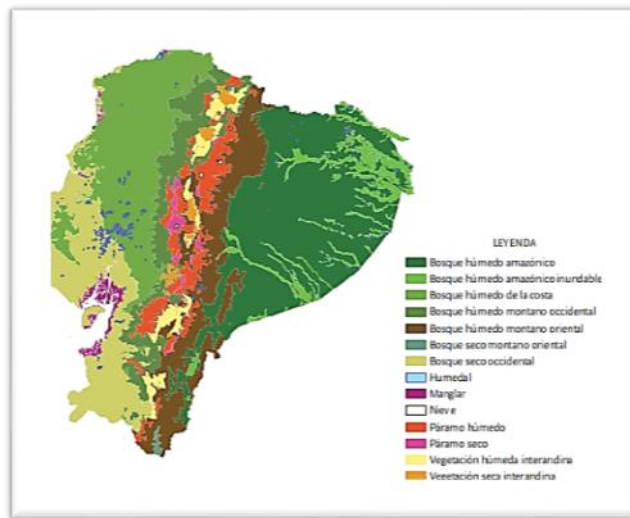 LEYENDA
Bosque húmedo amazónico
Bosque húmedo amazónico inundable
Bosque húmedo de la costa
Bosque húmedo montano occidental
Bosque húmedo montano oriental
Bosque seco montano oriental
Bosque seco occidental
Humedal
Manglar
Nieve
Páramo húmedo
Páramo seco
Vegetación húmeda interandina
Vegetación seca interandina